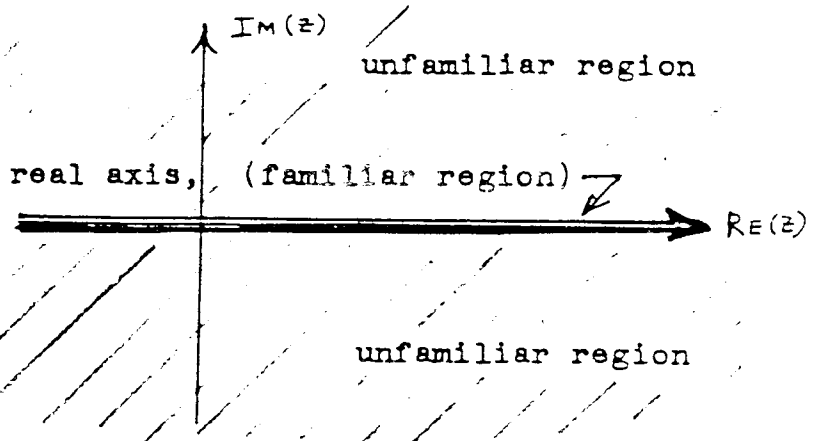 IM(Z)
unfamiliar region
real axis, (familiar region)
RE(Z)
unfamiliar region